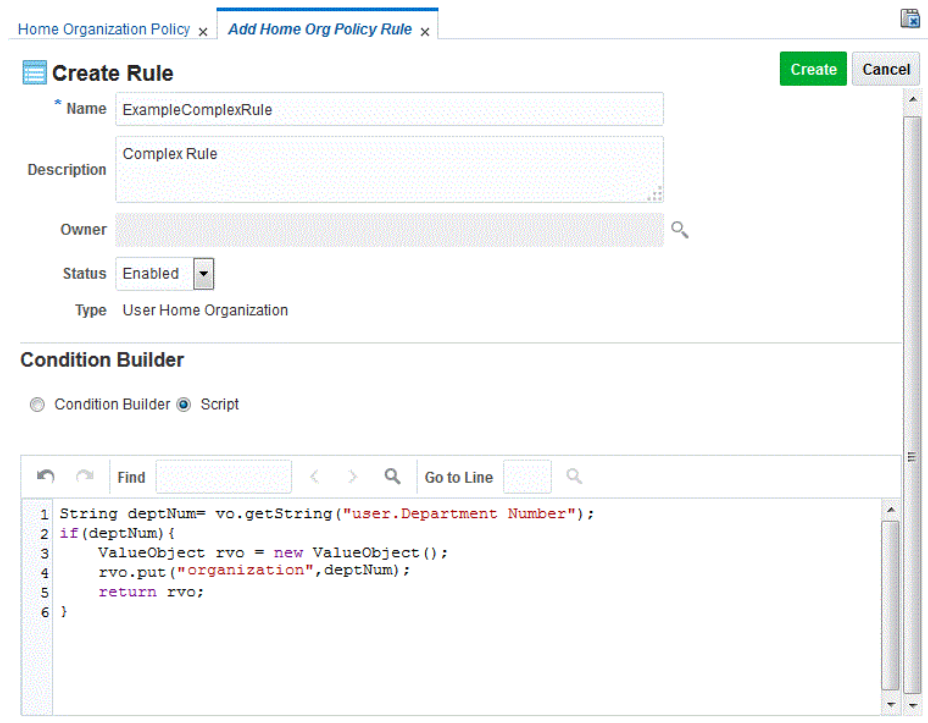 Home Organization Policy x Add Home Org Policy Rule x
Create Rule Create Cancel
* Name ExampleComplexRule
Description Complex Rule
Owner
Status Enabled
Type User Home Organization
Condition Builder
Condition Builder Script
Find Go to Line
1 String deptNum= vo.getString("user.Department Number");
2 if(deptNum){
3 ValueObject rvo = new ValueObject();
4 rvo.put("organization",deptNum);
5 return rvo;
6 }